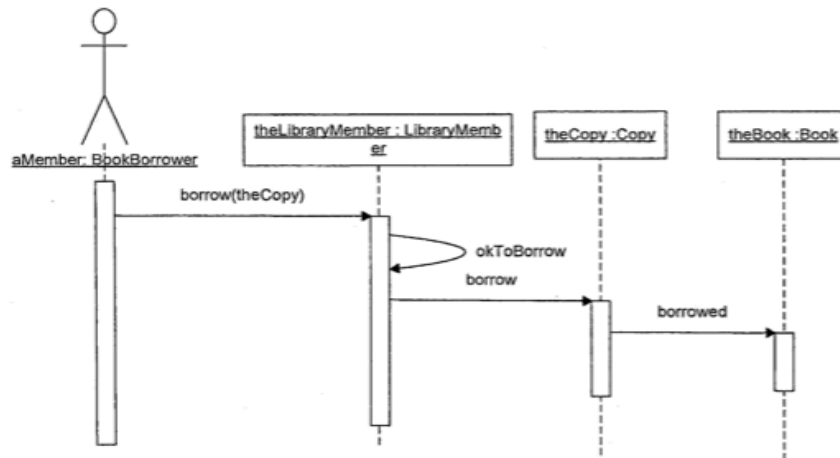 theLibraryMember : LibraryMemb
er
theCopy :Copy
theBook :Book
aMember: BookBorrower
borrow(theCopy)
okToBorrow
borrow
borrowed